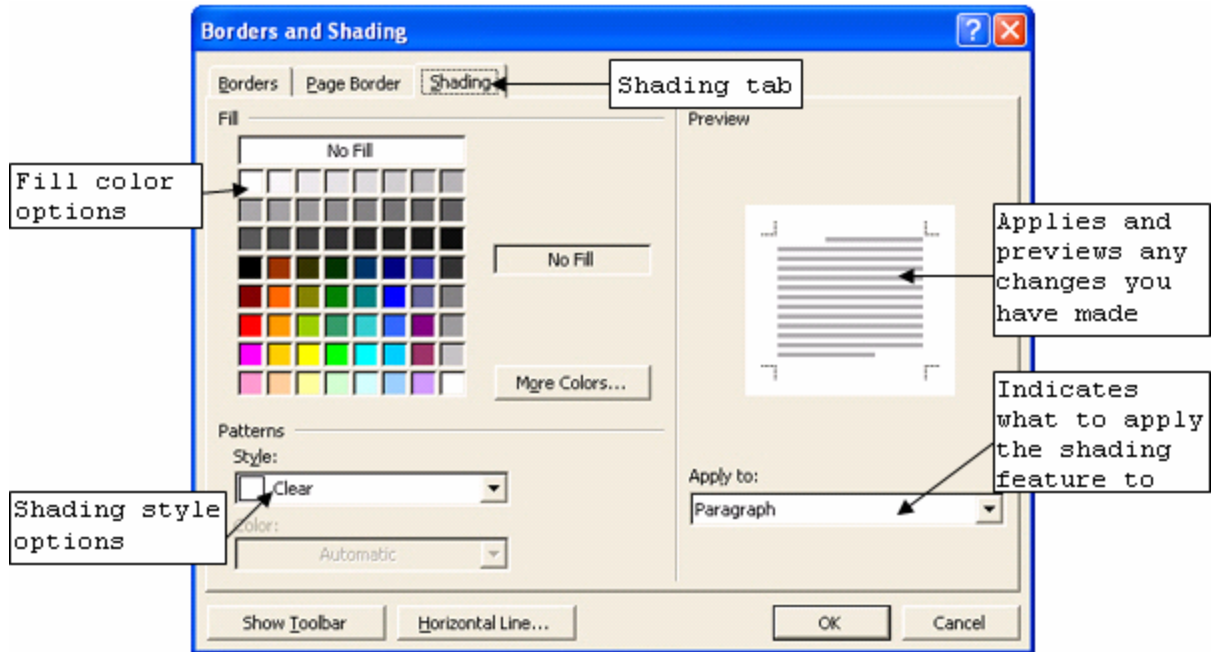 Borders and Shading
Borders
Page Border
Shading
Shading tab
Fill
Preview
No Fill
Fill color
options
No Fill
Applies and
previews any
changes you
have made
More Colors...
Indicates
what to apply
the shading
feature to
Patterns
Style:
Clear
Apply to:
Paragraph
Shading style
options
Color:
Automatic
Show Toolbar
Horizontal Line...
OK
Cancel